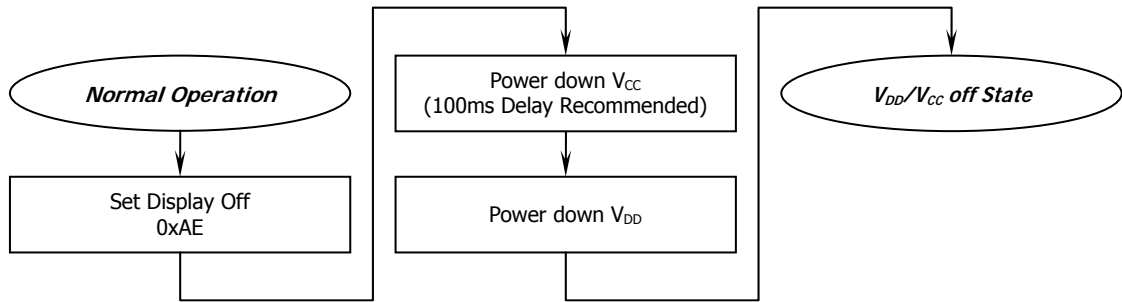 Normal Operation
Set Display Off
0xAE
Power down VCC
(100ms Delay Recommended)
Power down VDD
VDD/VCC off State